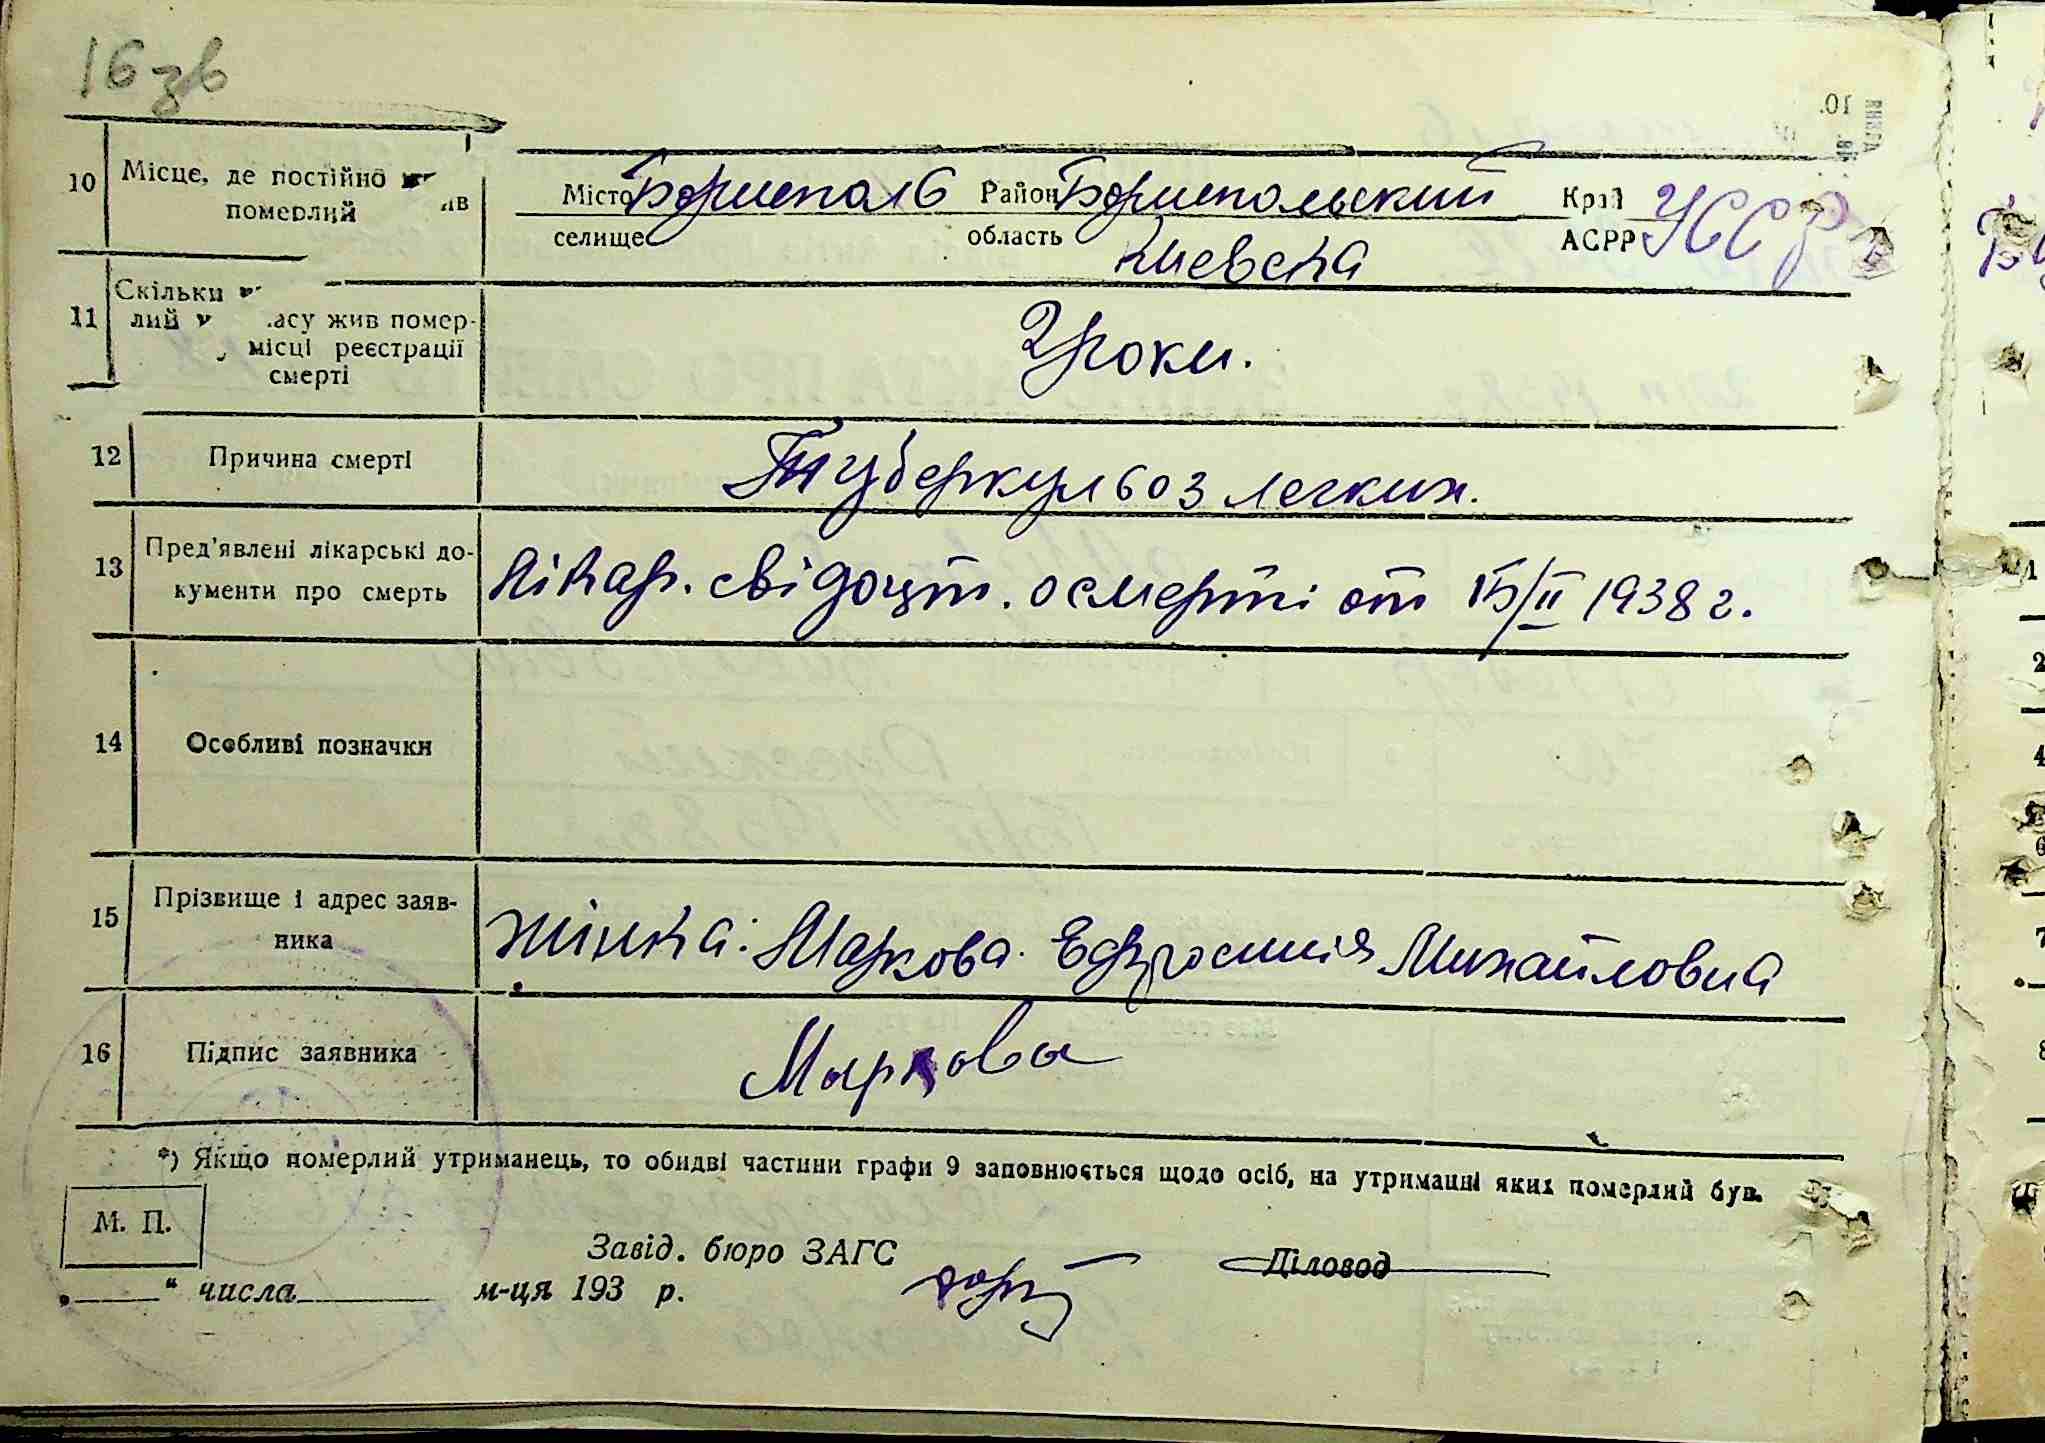 16 зв
10 Місце, де постійно жив Місто Бориспол6 Район Бориспольский Край УССР
померлий селище область Киевска АСРР
11 Скільки
лий часу жив помер-
у місці реєстрації 2 роки.
смерті
12 Причина смерті Туберкульоз легких.
13 Пред'явлені лікарські до- Лікар. свідоцт. о смерті от 15/II 1938 г.
кументи про смерть
14 Особливі позначки
15 Прізвище і адрес заяв- жінка: Маркова Ефросинія Михайловна
ника
16 Підпис заявника Маркова
*) Якщо померлий утриманець, то обидві частини графи 9 заповнюється щодо осіб, на утриманні яких померлий був.
М. П.
Завід. бюро ЗАГС Діловод
„ “ числа м-ця 193 р.